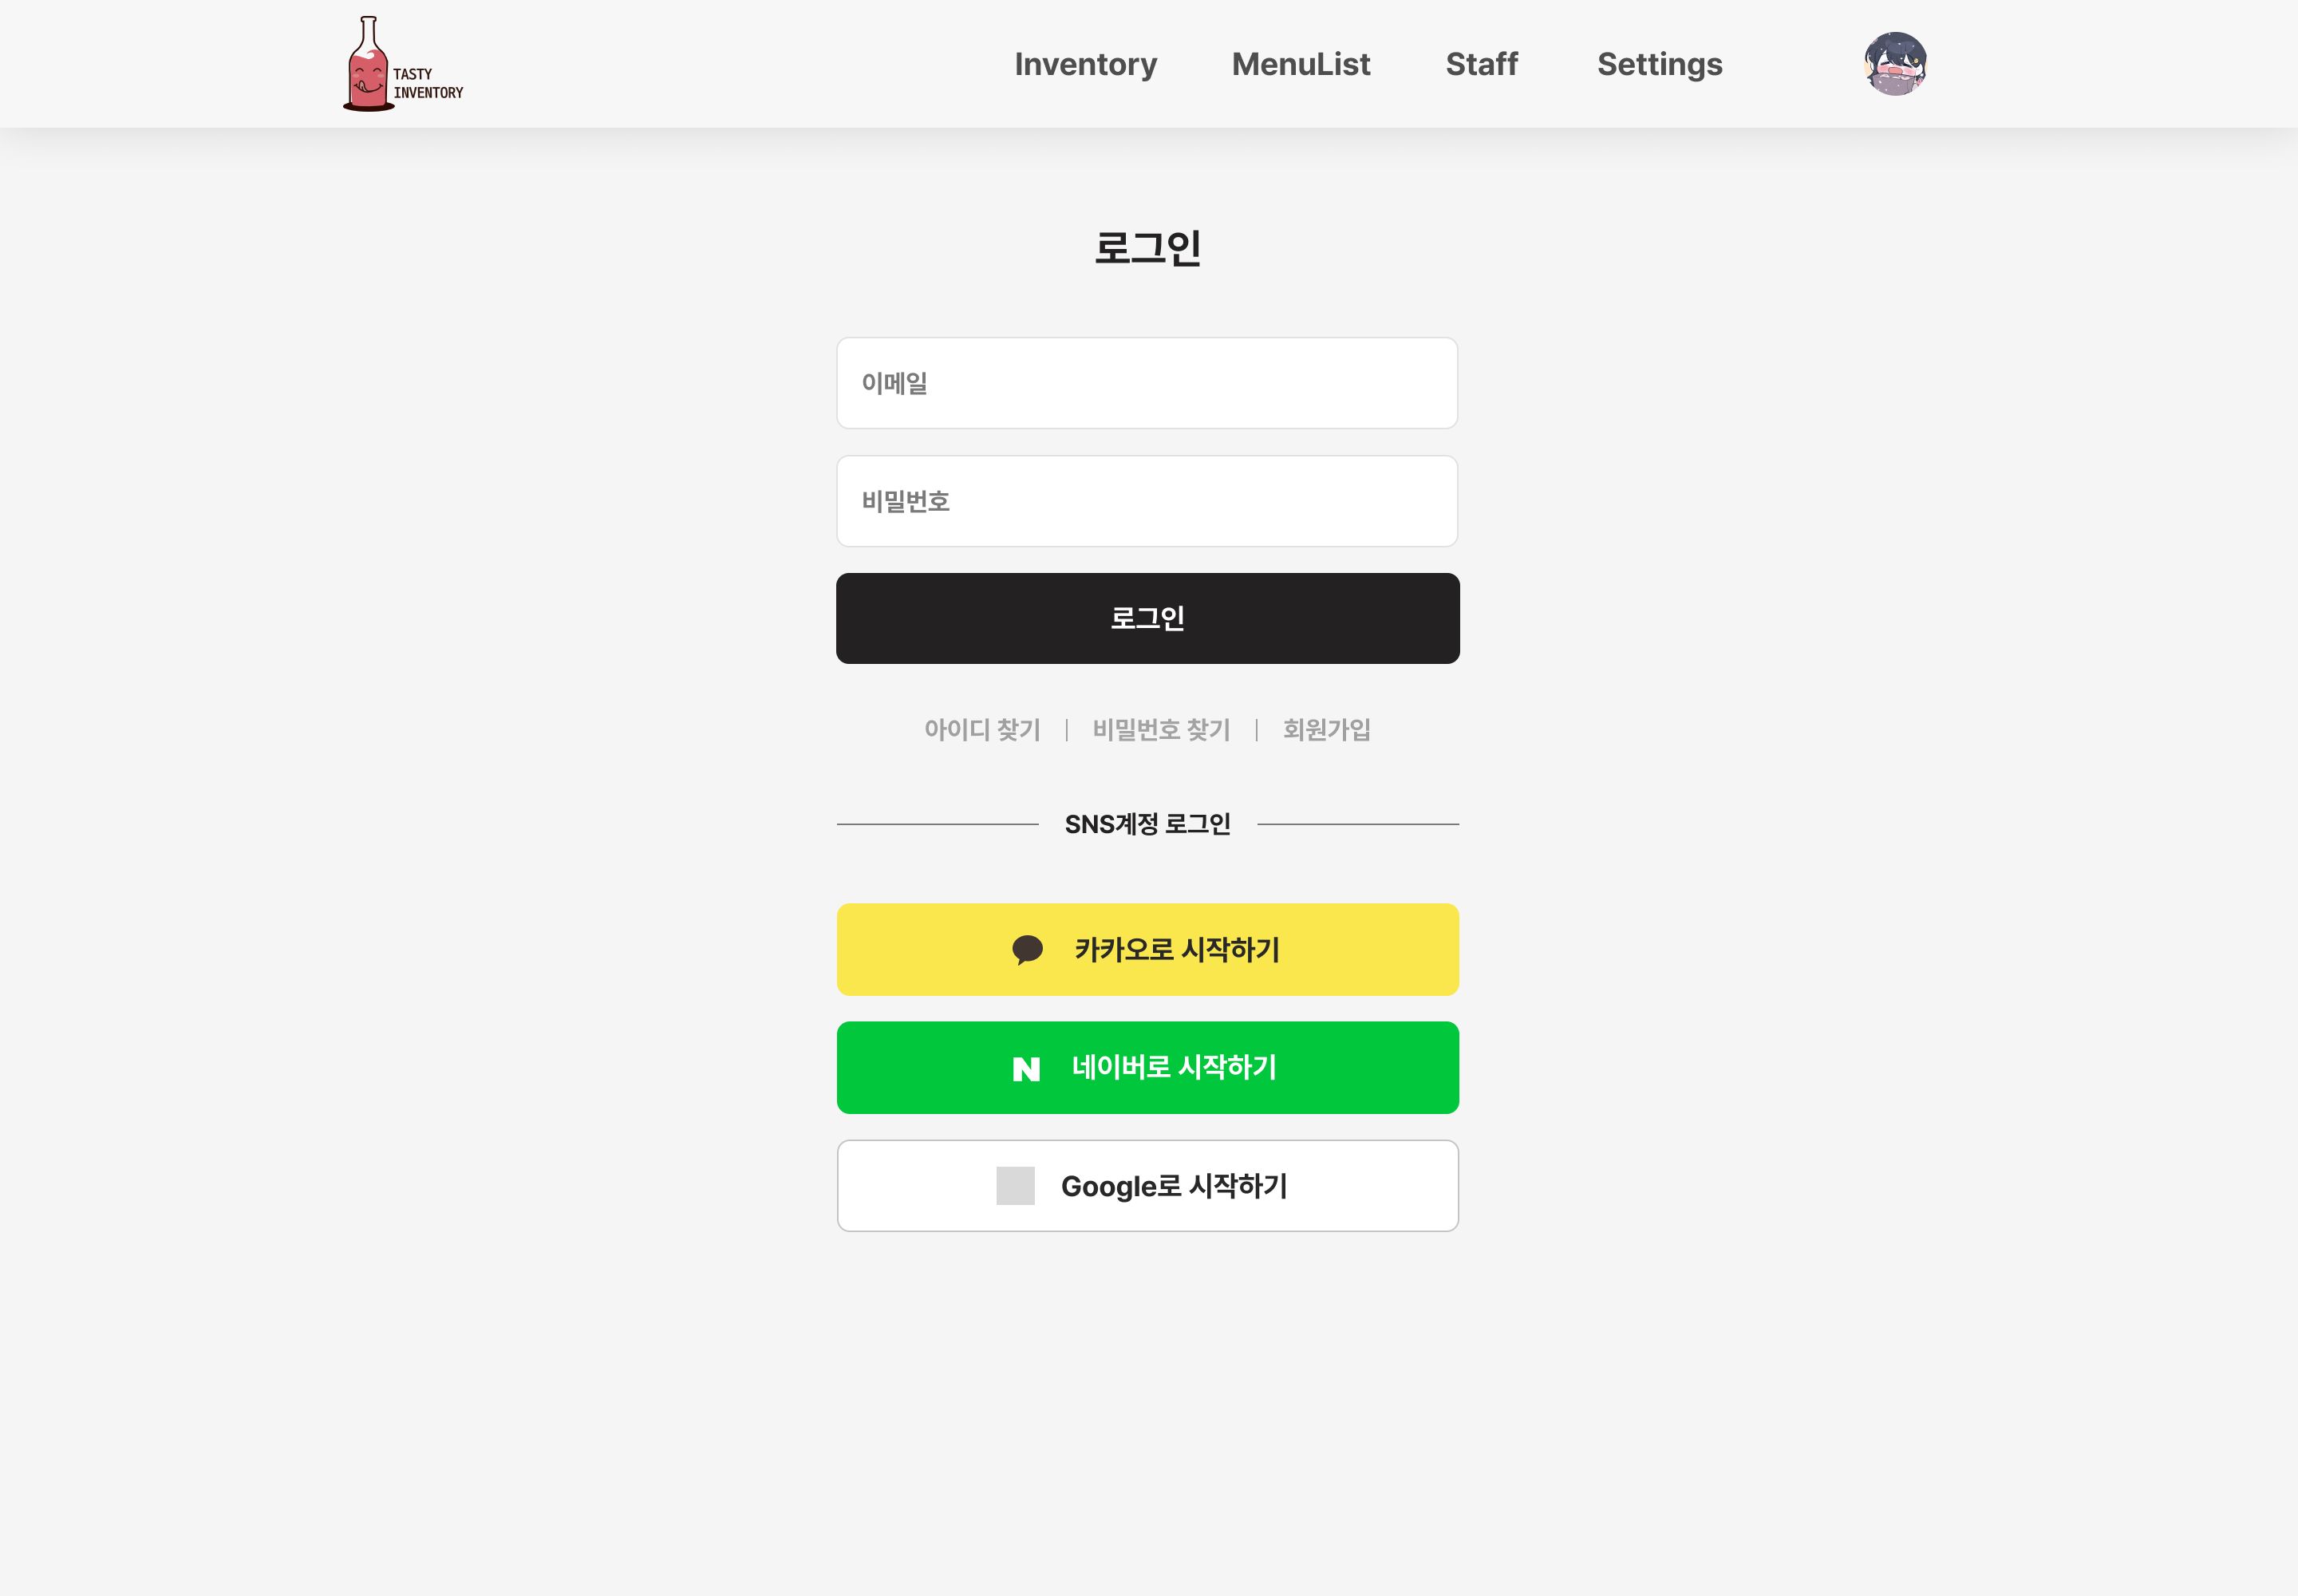 TASTY
INVENTORY
Inventory MenuList Staff Settings
로그인
이메일
비밀번호
로그인
아이디 찾기 | 비밀번호 찾기 | 회원가입
SNS계정 로그인
카카오로 시작하기
N 네이버로 시작하기
Google로 시작하기